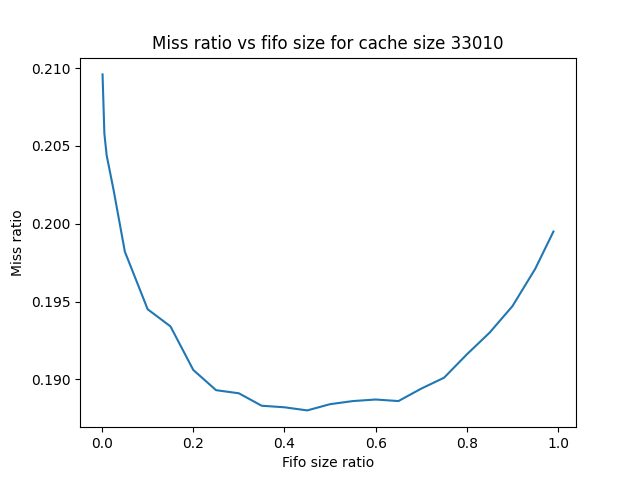 Miss ratio vs fifo size for cache size 33010
0.210
0.205
0.200
0.195
0.190
Miss ratio
0.0 0.2 0.4 0.6 0.8 1.0
Fifo size ratio